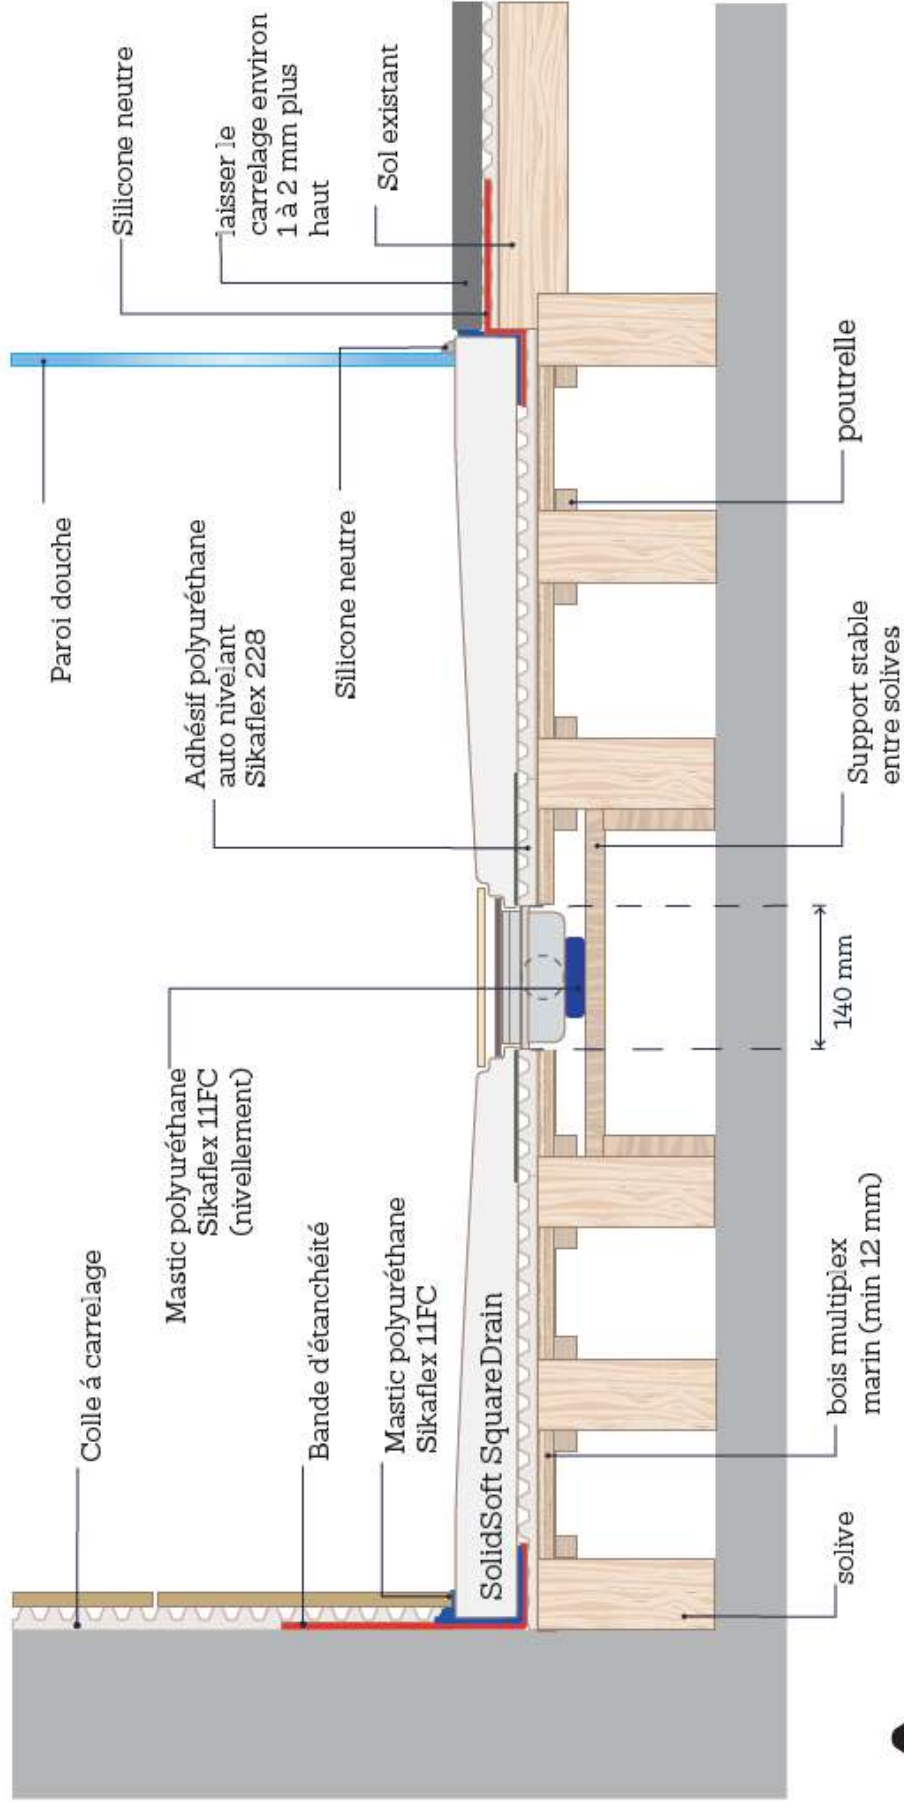 Colle á carrelage
Mastic polyuréthane
Sikaflex 11FC
(nivellement)
Bande d'étanchéité
Mastic polyuréthane
Sikaflex 11FC
SolidSoft SquareDrain
Paroi douche
Adhésif polyuréthane
auto nivelant
Sikaflex 228
Silicone neutre
Silicone neutre
laisser le
carrelage environ
1 à 2 mm plus
haut
Sol existant
solive
bois multiplex
marin (min 12 mm)
140 mm
Support stable
entre solives
poutrelle